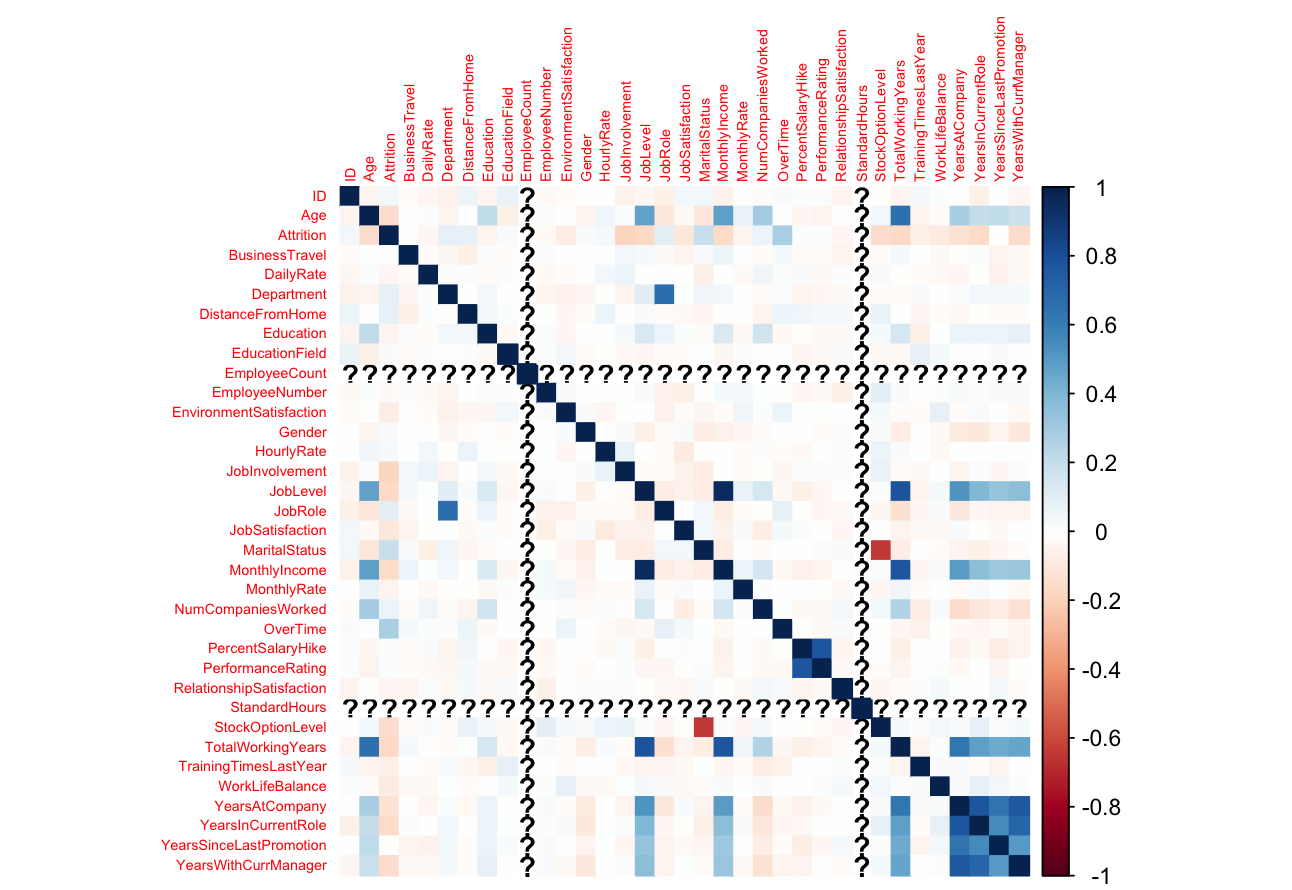 ID
Age
Attrition
BusinessTravel
DailyRate
Department
DistanceFromHome
Education
EducationField
EmployeeCount
EmployeeNumber
EnvironmentSatisfaction
Gender
HourlyRate
JobInvolvement
JobLevel
JobRole
JobSatisfaction
MaritalStatus
MonthlyIncome
MonthlyRate
NumCompaniesWorked
OverTime
PercentSalaryHike
PerformanceRating
RelationshipSatisfaction
StandardHours
StockOptionLevel
TotalWorkingYears
TrainingTimesLastYear
WorkLifeBalance
YearsAtCompany
YearsInCurrentRole
YearsSinceLastPromotion
YearsWithCurrManager
ID ? ?
Age ? ?
Attrition ? ?
BusinessTravel ? ?
DailyRate ? ?
Department ? ?
DistanceFromHome ? ?
Education ? ?
EducationField ? ?
EmployeeCount ? ? ? ? ? ? ? ? ? ? ? ? ? ? ? ? ? ? ? ? ? ? ? ? ? ? ? ? ? ? ? ? ? ?
EmployeeNumber ? ?
EnvironmentSatisfaction ? ?
Gender ? ?
HourlyRate ? ?
JobInvolvement ? ?
JobLevel ? ?
JobRole ? ?
JobSatisfaction ? ?
MaritalStatus ? ?
MonthlyIncome ? ?
MonthlyRate ? ?
NumCompaniesWorked ? ?
OverTime ? ?
PercentSalaryHike ? ?
PerformanceRating ? ?
RelationshipSatisfaction ? ?
StandardHours ? ? ? ? ? ? ? ? ? ? ? ? ? ? ? ? ? ? ? ? ? ? ? ? ? ? ? ? ? ? ? ? ? ?
StockOptionLevel ? ?
TotalWorkingYears ? ?
TrainingTimesLastYear ? ?
WorkLifeBalance ? ?
YearsAtCompany ? ?
YearsInCurrentRole ? ?
YearsSinceLastPromotion ? ?
YearsWithCurrManager ? ?
1
0.8
0.6
0.4
0.2
0
-0.2
-0.4
-0.6
-0.8
-1